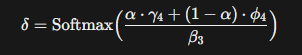 δ = Softmax(α · γ₄ + (1 − α) · ϕ₄ / β₃)